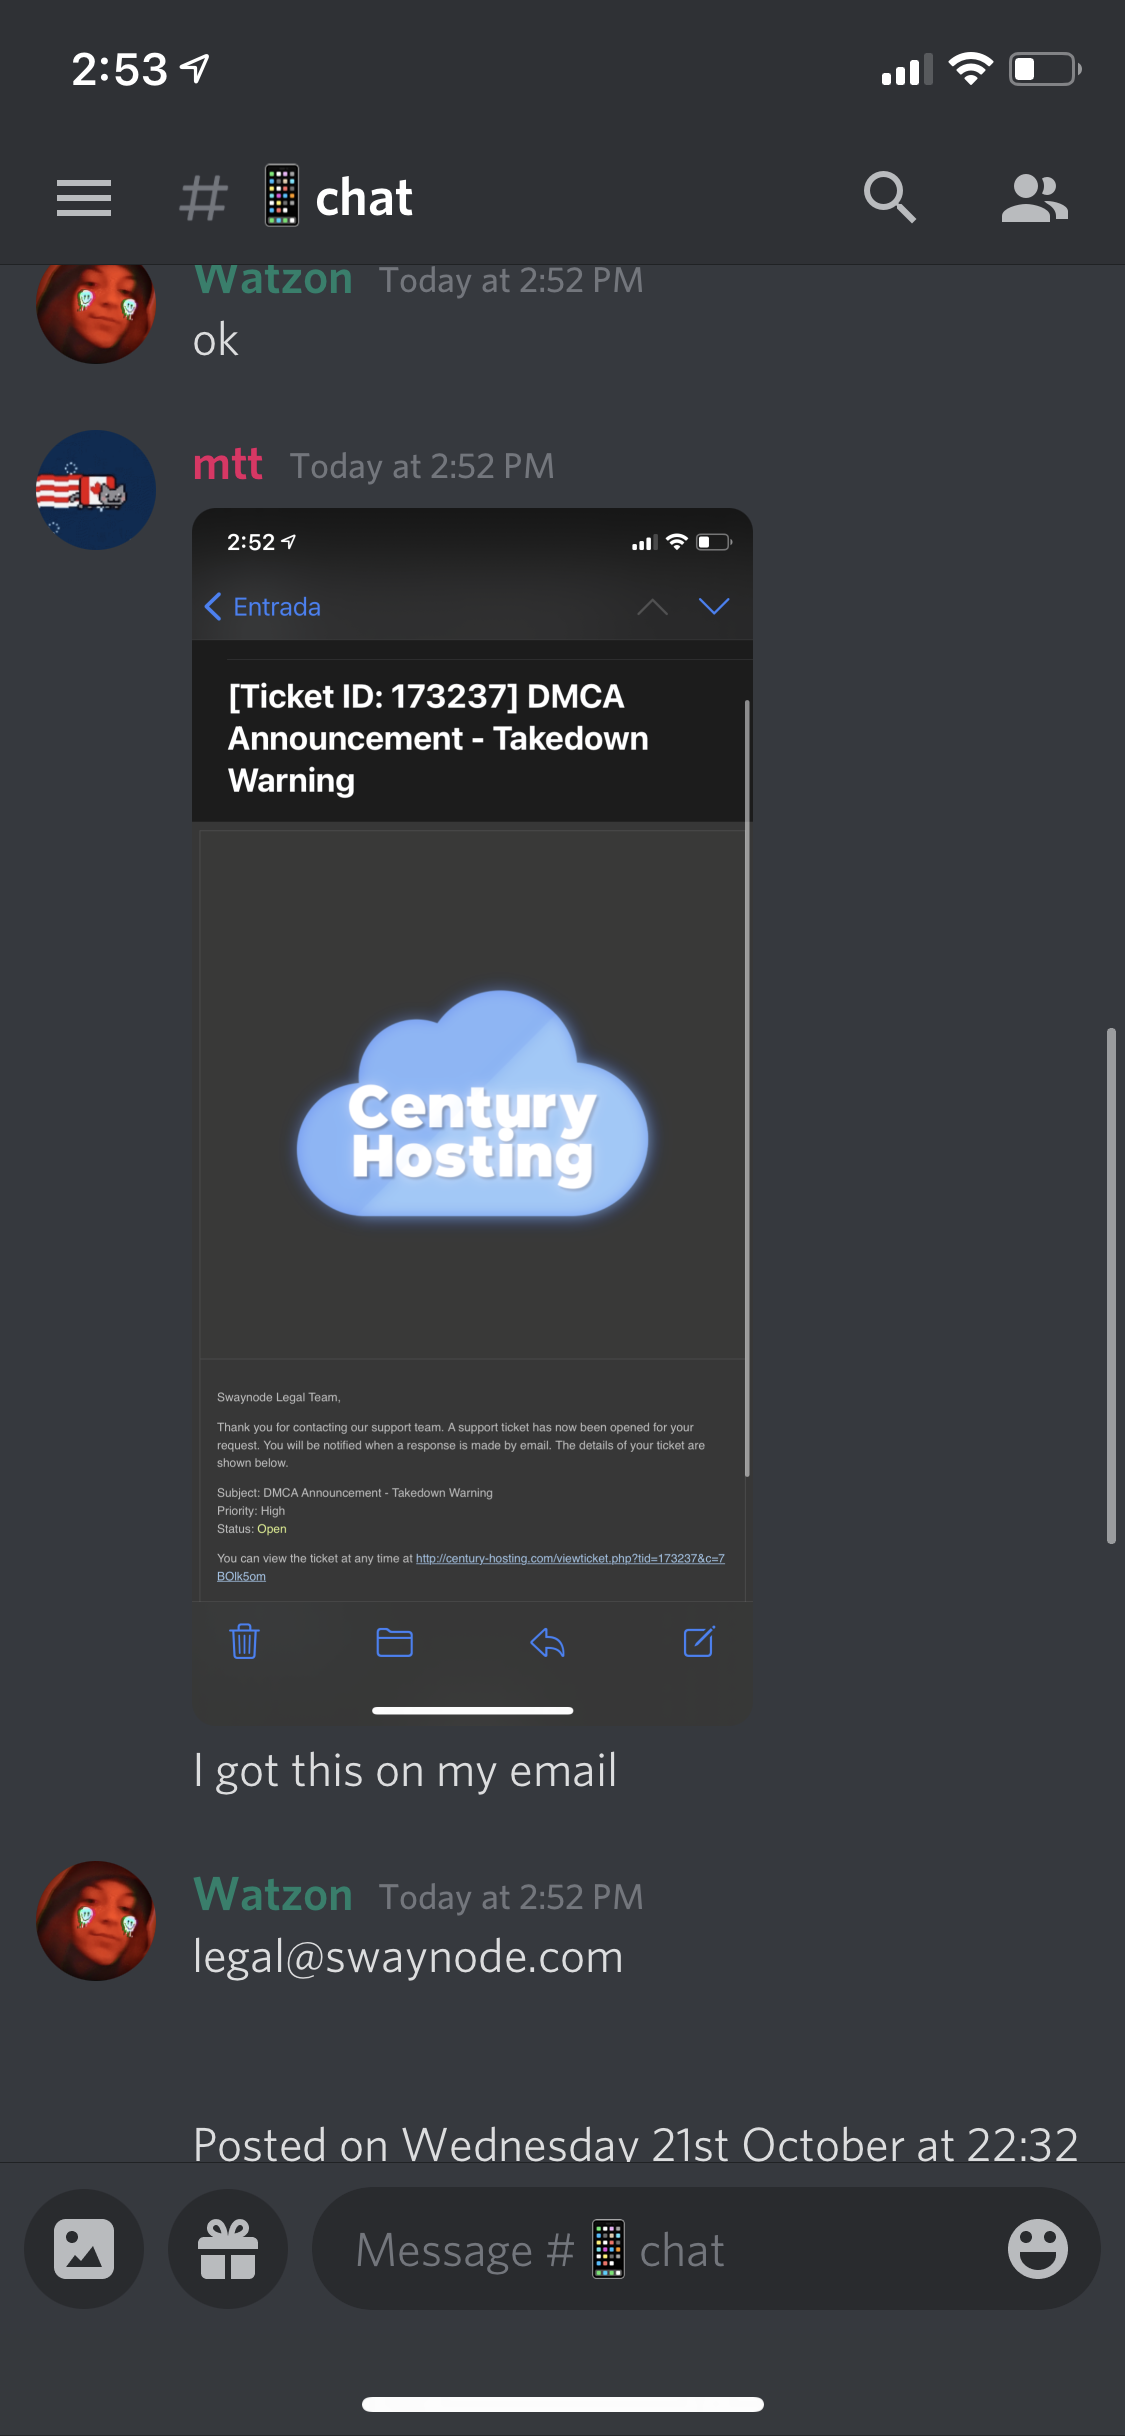 2:53
# 📱 chat
Watzon Today at 2:52 PM
ok
mtt Today at 2:52 PM
2:52
Entrada
[Ticket ID: 173237] DMCA
Announcement - Takedown
Warning
Century
Hosting
Swaynode Legal Team,
Thank you for contacting our support team. A support ticket has now been opened for your
request. You will be notified when a response is made by email. The details of your ticket are
shown below.
Subject: DMCA Announcement - Takedown Warning
Priority: High
Status: Open
You can view the ticket at any time at http://century-hosting.com/viewticket.php?tid=173237&c=7
BOlk5om
I got this on my email
Watzon Today at 2:52 PM
legal@swaynode.com
Posted on Wednesday 21st October at 22:32
Message #📱 chat